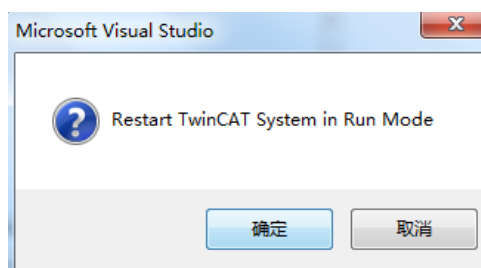 Microsoft Visual Studio
Restart TwinCAT System in Run Mode
确定
取消